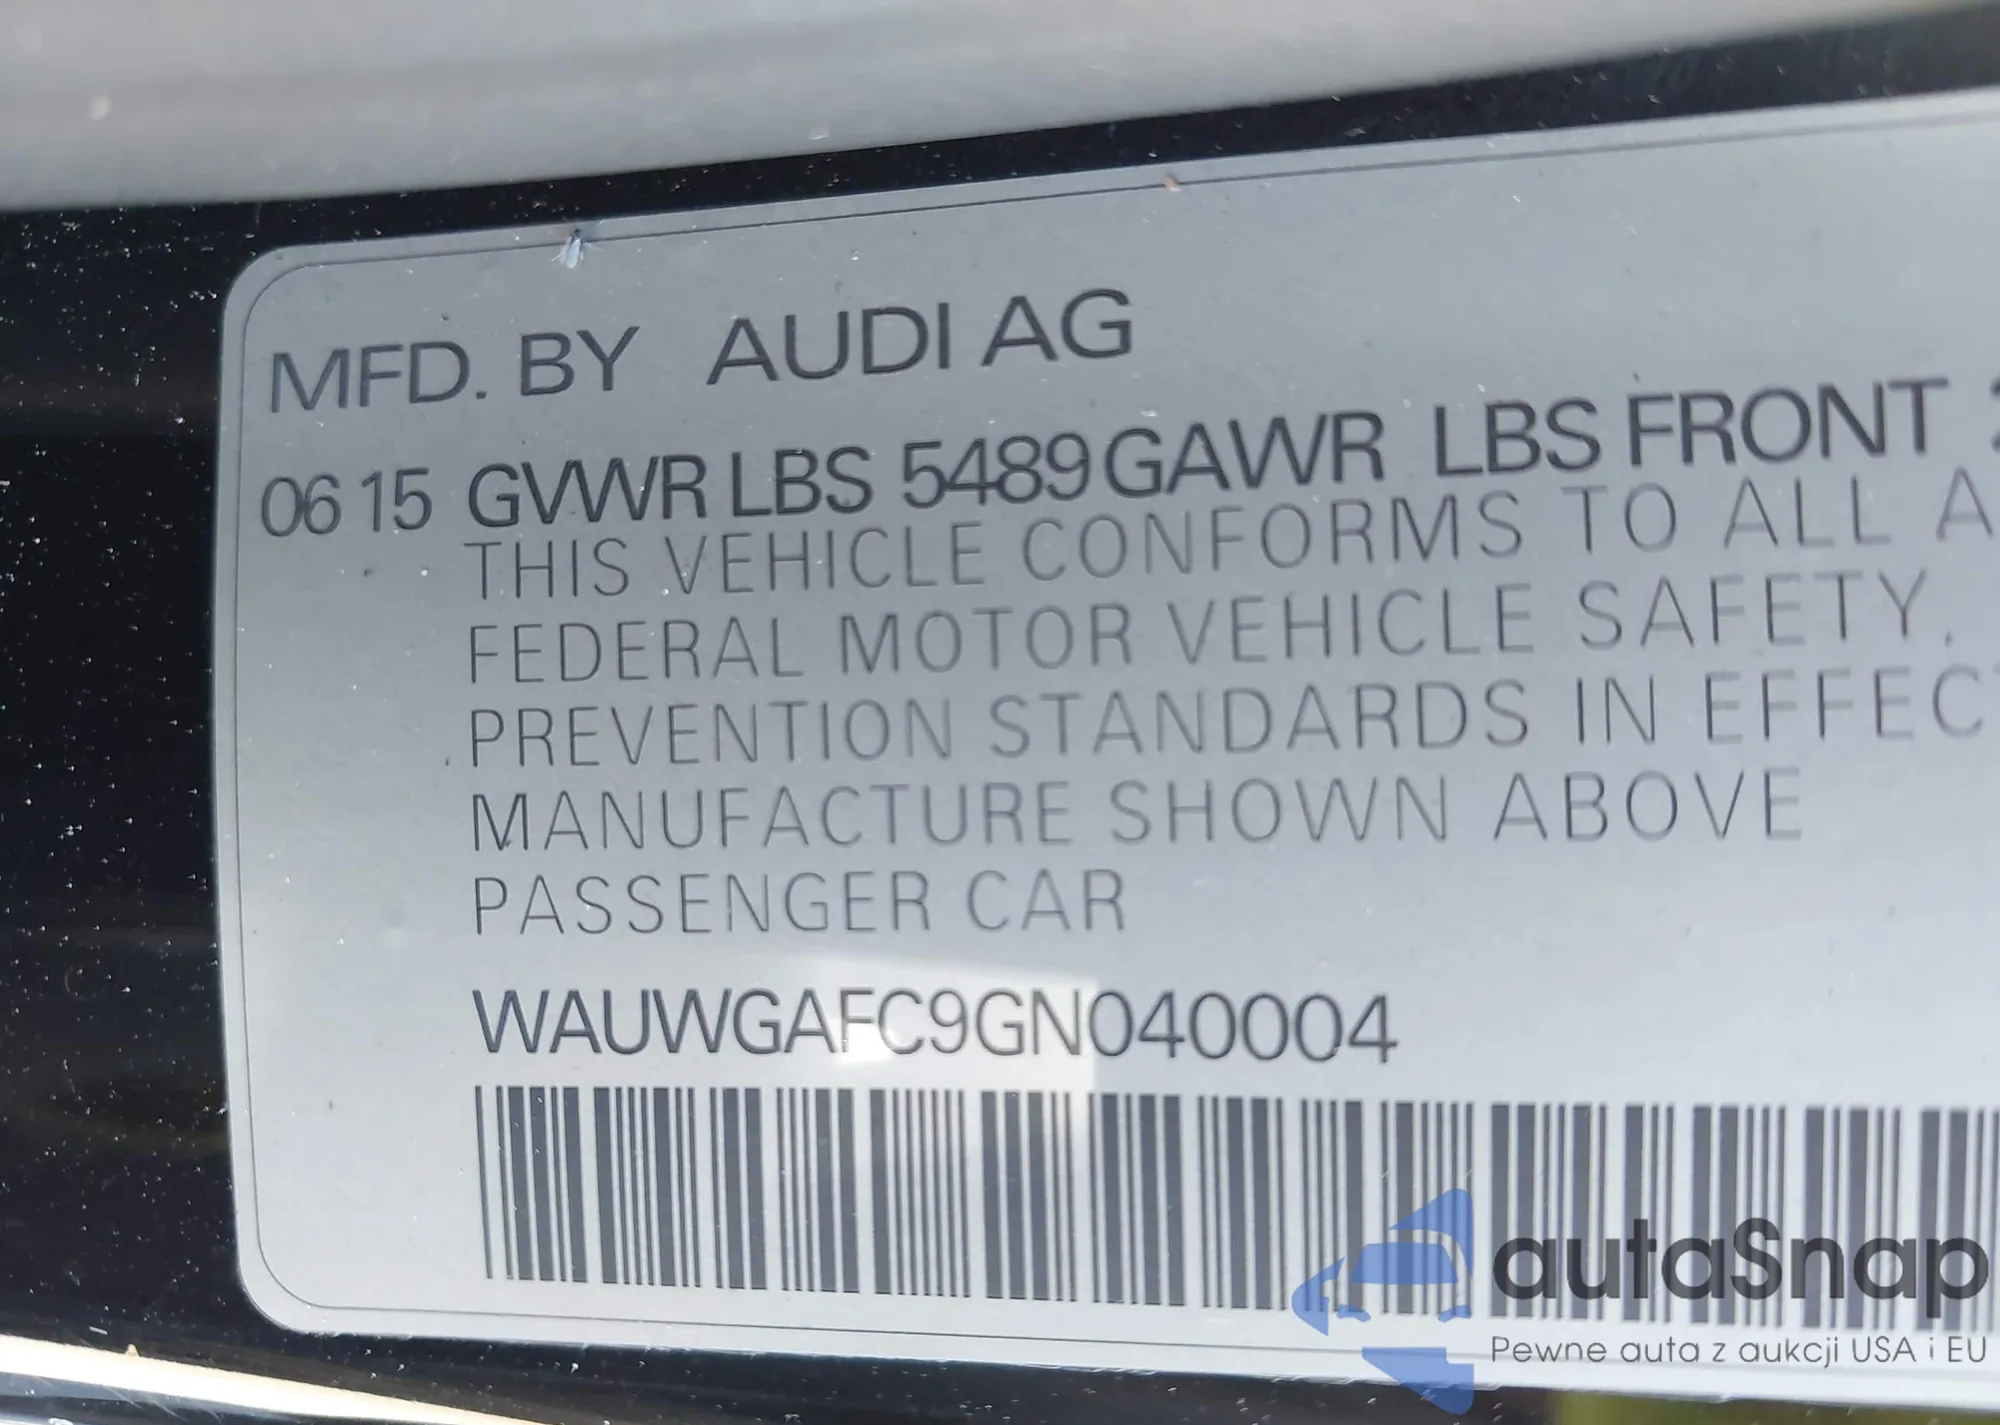 MFD. BY AUDI AG
06 15 GVWR LBS 5489 GAWR LBS FRONT
THIS VEHICLE CONFORMS TO ALL A
FEDERAL MOTOR VEHICLE SAFETY,
PREVENTION STANDARDS IN EFFECT
MANUFACTURE SHOWN ABOVE
PASSENGER CAR
WAUWGAFC9GN040004
autaSnap
Pewne auta z aukcji USA i EU